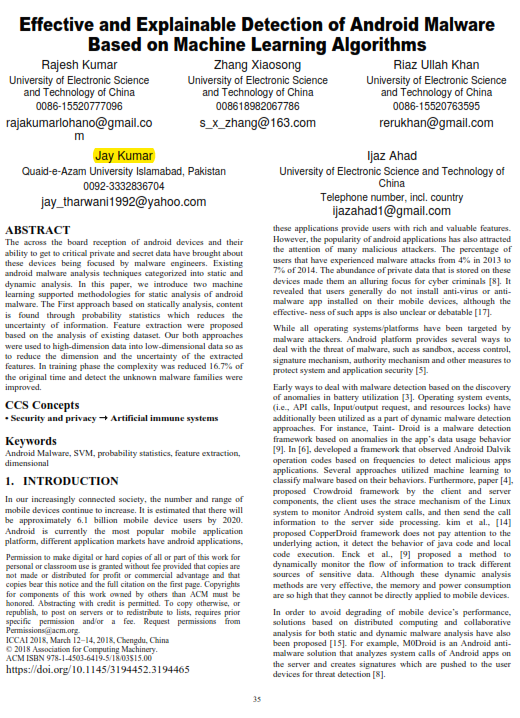 Effective and Explainable Detection of Android Malware
Based on Machine Learning Algorithms
Rajesh Kumar
University of Electronic Science
and Technology of China
0086-15520777096
rajakumarlohano@gmail.co
m
Zhang Xiaosong
University of Electronic Science
and Technology of China
008618982067786
s_x_zhang@163.com
Riaz Ullah Khan
University of Electronic Science
and Technology of China
0086-15520763595
rerukhan@gmail.com
Jay Kumar
Quaid-e-Azam University Islamabad, Pakistan
0092-3332836704
jay_tharwani1992@yahoo.com
Ijaz Ahad
University of Electronic Science and Technology of
China
Telephone number, incl. country
ijazahad1@gmail.com
ABSTRACT
The across the board reception of android devices and their
ability to get to critical private and secret data have brought about
these devices being focused by malware engineers. Existing
android malware analysis techniques categorized into static and
dynamic analysis. In this paper, we introduce two machine
learning supported methodologies for static analysis of android
malware. The First approach based on statically analysis, content
is found through probability statistics which reduces the
uncertainty of information. Feature extraction were proposed
based on the analysis of existing dataset. Our both approaches
were used to high-dimension data into low-dimensional data so as
to reduce the dimension and the uncertainty of the extracted
features. In training phase the complexity was reduced 16.7% of
the original time and detect the unknown malware families were
improved.
CCS Concepts
• Security and privacy → Artificial immune systems
Keywords
Android Malware, SVM, probability statistics, feature extraction,
dimensional
1. INTRODUCTION
In our increasingly connected society, the number and range of
mobile devices continue to increase. It is estimated that there will
be approximately 6.1 billion mobile device users by 2020.
Android is currently the most popular mobile application
platform, different application markets have android applications,
Permission to make digital or hard copies of all or part of this work for
personal or classroom use is granted without fee provided that copies are
not made or distributed for profit or commercial advantage and that
copies bear this notice and the full citation on the first page. Copyrights
for components of this work owned by others than ACM must be
honored. Abstracting with credit is permitted. To copy otherwise, or
republish, to post on servers or to redistribute to lists, requires prior
specific permission and/or a fee. Request permissions from
Permissions@acm.org.
ICCAI 2018, March 12–14, 2018, Chengdu, China
© 2018 Association for Computing Machinery.
ACM ISBN 978-1-4503-6419-5/18/03$15.00
https://doi.org/10.1145/3194452.3194465
these applications provide users with rich and valuable features.
However, the popularity of android applications has also attracted
the attention of many malicious attackers. The percentage of
users that have experienced malware attacks from 4% in 2013 to
7% of 2014. The abundance of private data that is stored on these
devices made them an alluring focus for cyber criminals [8]. It
revealed that users generally do not install anti-virus or anti-
malware app installed on their mobile devices, although the
effective- ness of such apps is also unclear or debatable [17].
While all operating systems/platforms have been targeted by
malware attackers. Android platform provides several ways to
deal with the threat of malware, such as sandbox, access control,
signature mechanism, authority mechanism and other measures to
protect system and application security [5].
Early ways to deal with malware detection based on the discovery
of anomalies in battery utilization [3]. Operating system events,
(i.e., API calls, Input/output request, and resources locks) have
additionally been utilized as a part of dynamic malware detection
approaches. For instance, Taint- Droid is a malware detection
framework based on anomalies in the app's data usage behavior
[9]. In [6], developed a framework that observed Android Dalvik
operation codes based on frequencies to detect malicious apps
applications. Several approaches utilized machine learning to
classify malware based on their behaviors. Furthermore, paper [4],
proposed Crowdroid framework by the client and server
components, the client uses the strace mechanism of the Linux
system to monitor Android system calls, and then send the call
information to the server side processing. kim et al., [14]
proposed CopperDroid framework does not pay attention to the
underlying action, it detect the behavior of java code and local
code execution. Enck et al., [9] proposed a method to
dynamically monitor the flow of information to track different
sources of sensitive data. Although these dynamic analysis
methods are very effective, the memory and power consumption
are so high that they cannot be directly applied to mobile devices.
In order to avoid degrading of mobile device's performance,
solutions based on distributed computing and collaborative
analysis for both static and dynamic malware analysis have also
been proposed [15]. For example, M0Droid is an Android anti-
malware solution that analyzes system calls of Android apps on
the server and creates signatures which are pushed to the user
devices for threat detection [8].
35